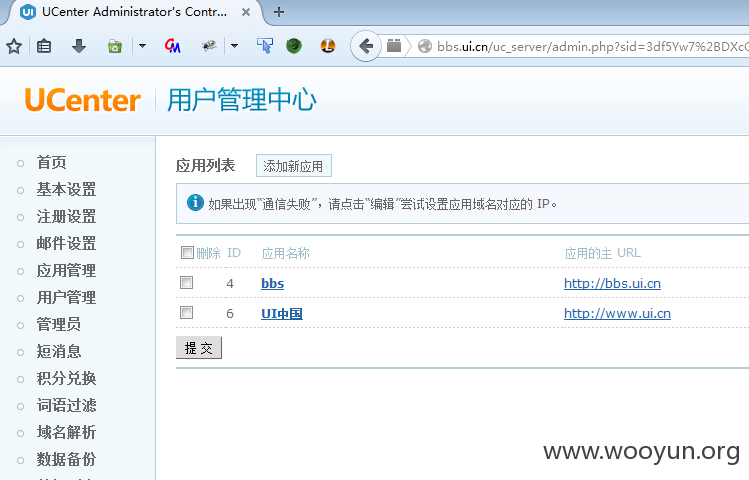 UCenter Administrator's Contr...
bbs.ui.cn/uc_server/admin.php?sid=3df5Yw7%2BDXc
UCenter 用户管理中心
首页
基本设置
注册设置
邮件设置
应用管理
用户管理
管理员
短消息
积分兑换
词语过滤
域名解析
数据备份
应用列表 添加新应用
如果出现“通信失败”，请点击“编辑”尝试设置应用域名对应的 IP。
删除 ID 应用名称 应用的主 URL
4 bbs http://bbs.ui.cn
6 UI中国 http://www.ui.cn
提 交
www.wooyun.org